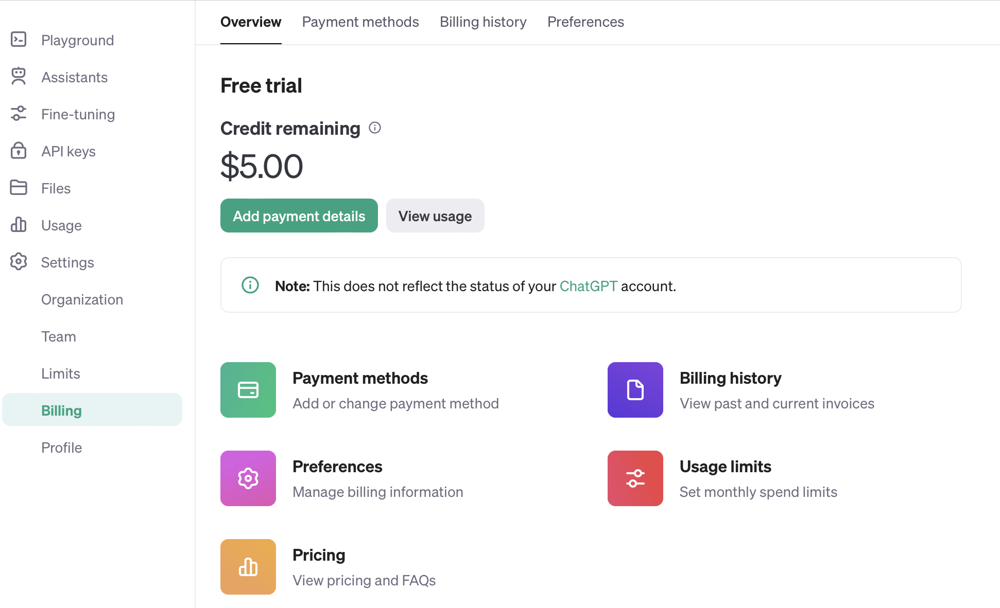 Playground
Assistants
Fine-tuning
API keys
Files
Usage
Settings
Organization
Team
Limits
Billing
Profile
Overview Payment methods Billing history Preferences
Free trial
Credit remaining
$5.00
Add payment details View usage
Note: This does not reflect the status of your ChatGPT account.
Payment methods
Add or change payment method
Billing history
View past and current invoices
Preferences
Manage billing information
Usage limits
Set monthly spend limits
Pricing
View pricing and FAQs